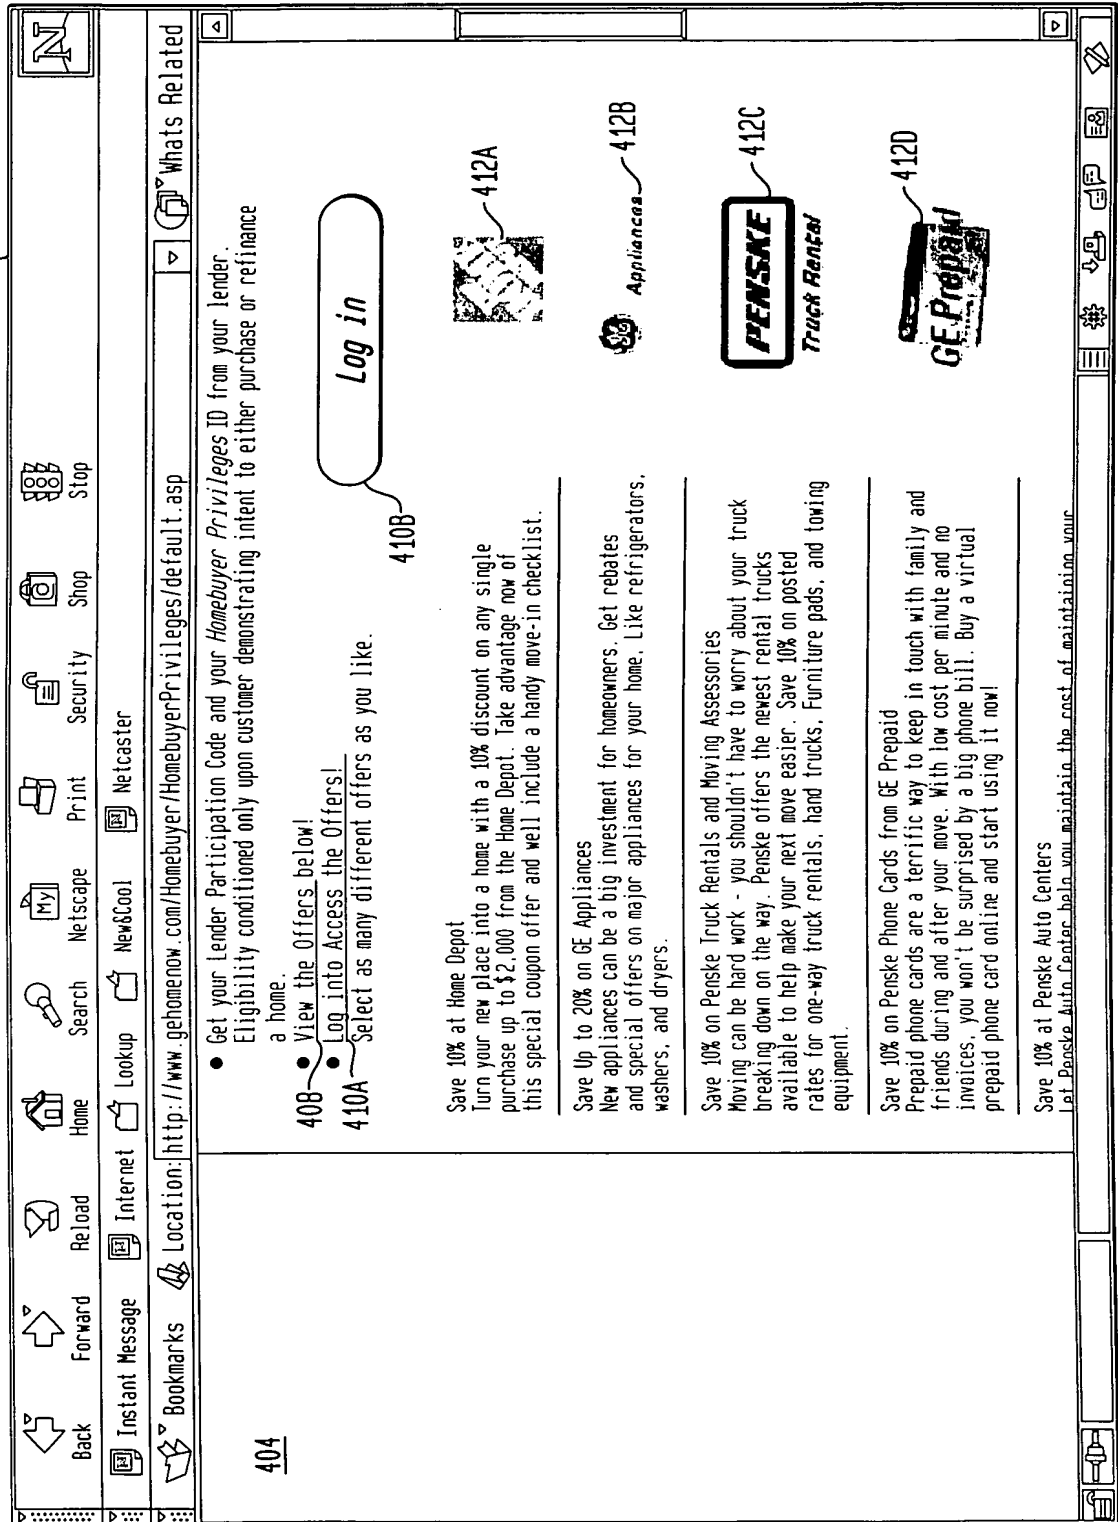 Back Forward Reload Home Search Netscape Print Security Shop Stop
My
N
Instant Message Internet Lookup New&Cool Netcaster
Bookmarks Location: http://www.gehomenow.com/Homebuyer/HomebuyerPrivileges/default.asp Whats Related
404
• Get your Lender Participation Code and your Homebuyer Privileges ID from your lender.
Eligibility conditioned only upon customer demonstrating intent to either purchase or refinance
a home.
408 • View the Offers below!
• Log into Access the Offers!
410A Select as many different offers as you like.
Log in
410B
Save 10% at Home Depot
Turn your new place into a home with a 10% discount on any single
purchase up to $2,000 from the Home Depot. Take advantage now of
this special coupon offer and well include a handy move-in checklist.
412A
Save Up to 20% on GE Appliances
New appliances can be a big investment for homeowners. Get rebates
and special offers on major appliances for your home, Like refrigerators,
washers, and dryers.
Appliances 412B
Save 10% on Penske Truck Rentals and Moving Assessories
Moving can be hard work - you shouldn't have to worry about your truck
breaking down on the way. Penske offers the newest rental trucks
available to help make your next move easier. Save 10% on posted
rates for one-way truck rentals, hand trucks, Furniture pads, and towing
equipment.
PENSKE
Truck Rental
412C
Save 10% on Penske Phone Cards from GE Prepaid
Prepaid phone cards are a terrific way to keep in touch with family and
friends during and after your move. With low cost per minute and no
invoices, you won't be surprised by a big phone bill. Buy a virtual
prepaid phone card online and start using it now!
GE Prepaid
412D
Save 10% at Penske Auto Centers
Let Penske Auto Center help you maintain the cost of maintaining your